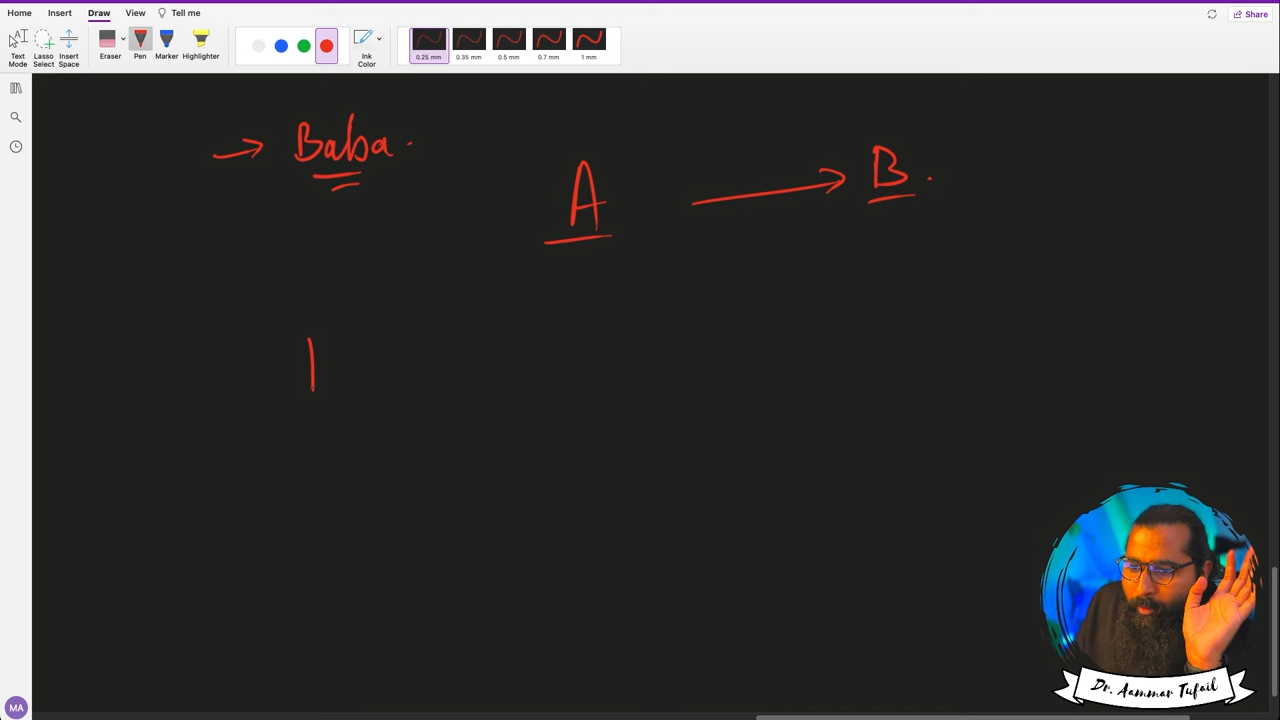 Home Insert Draw View Tell me
Share
Text Mode
Lasso Select
Insert Space
Eraser
Pen
Marker
Highlighter
Ink Color
0.25 mm
0.35 mm
0.5 mm
0.7 mm
1 mm
→ Baba.
A → B.
MA
Dr. Aammar Tufail